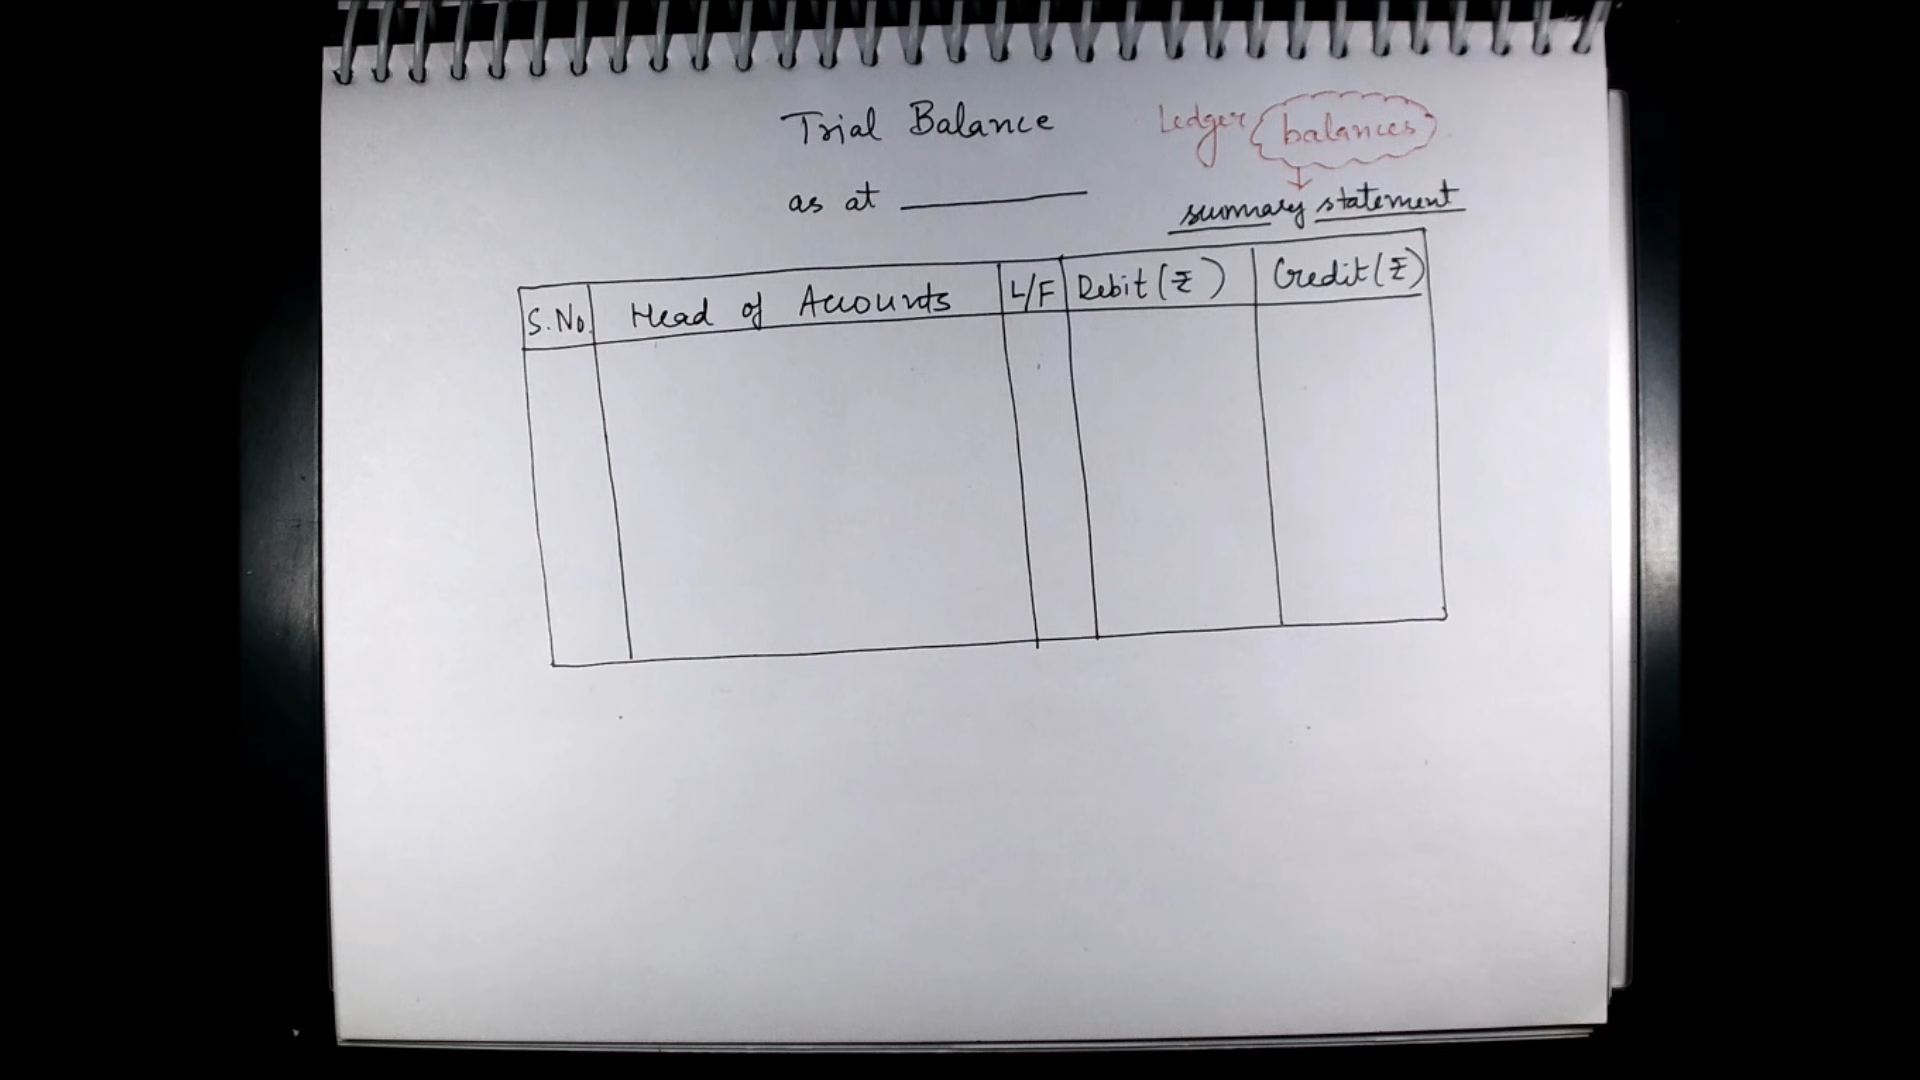 Trial Balance
Ledger balances
as at
summary statement
S.No. Head of Accounts L/F Debit (₹) Credit (₹)